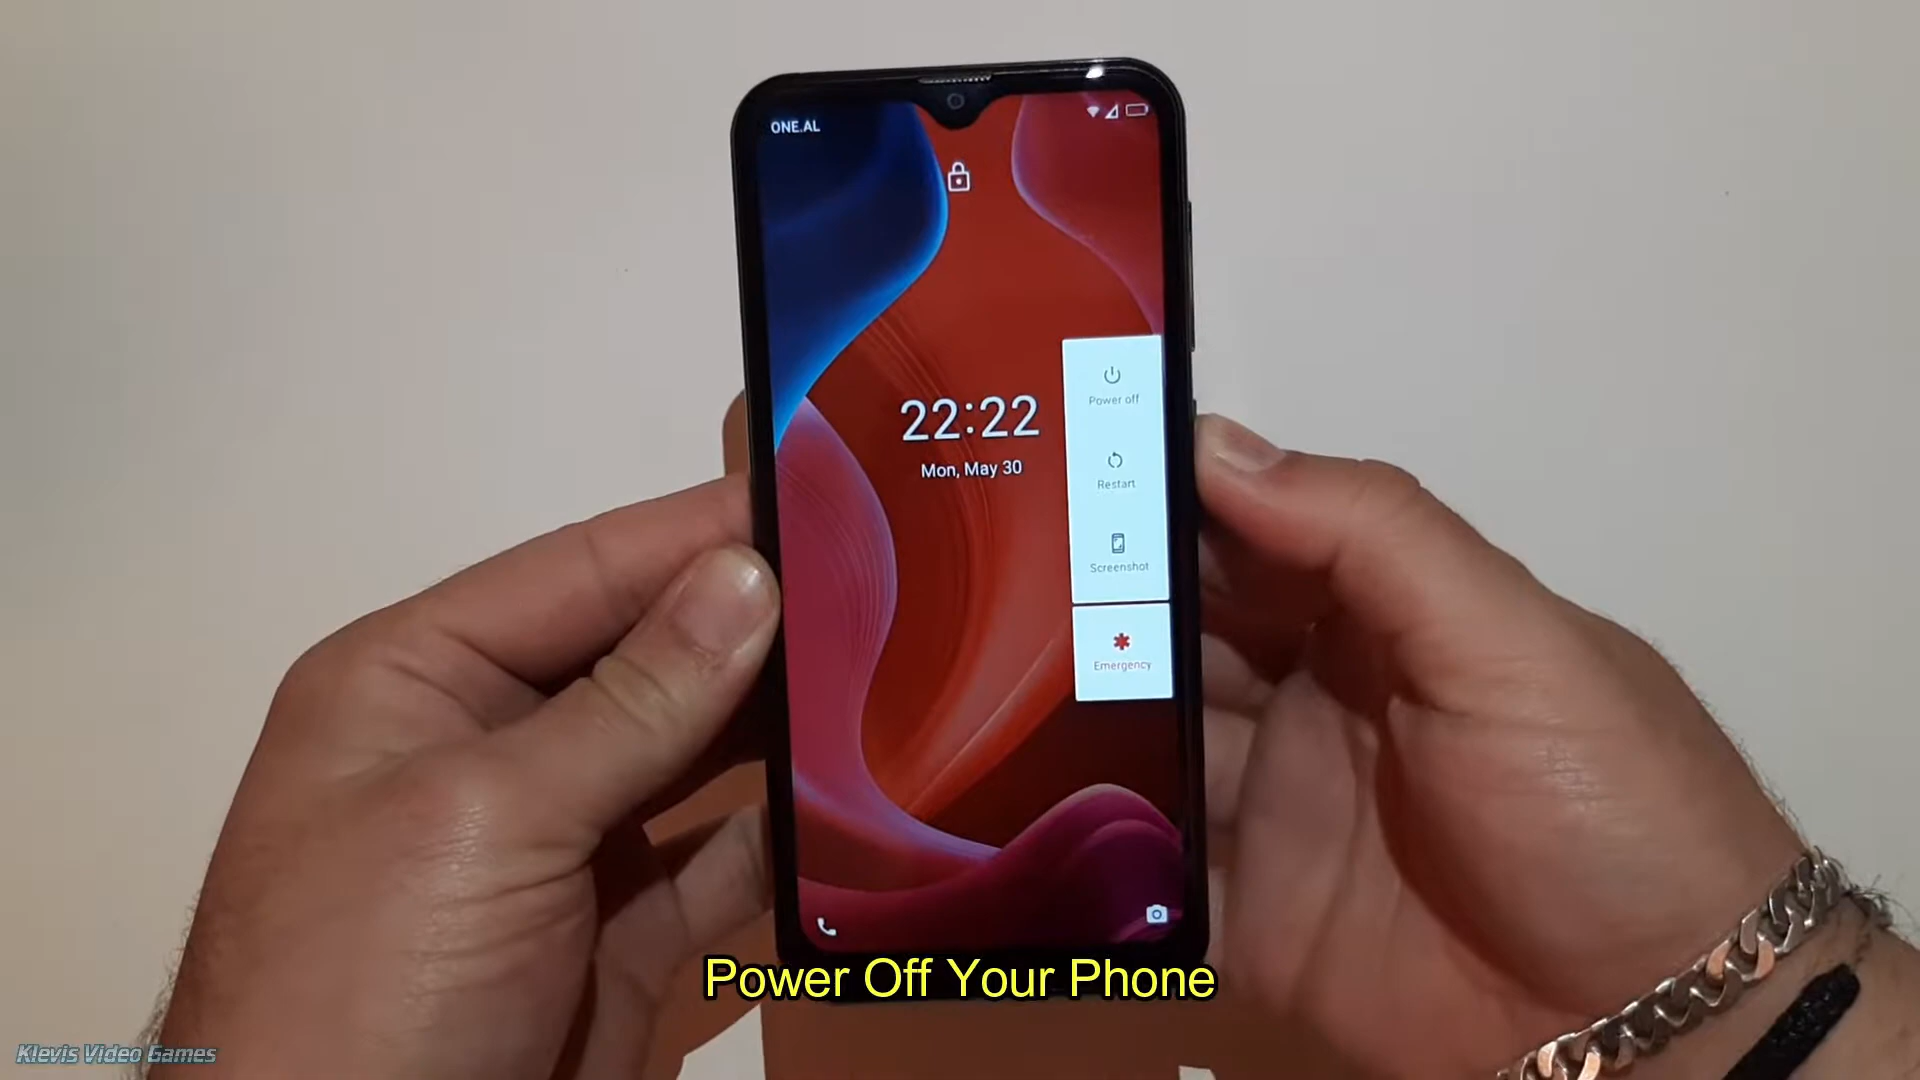 ONE.AL
22:22
Mon, May 30
Power off
Restart
Screenshot
Emergency
Power Off Your Phone
Klevis Video Games